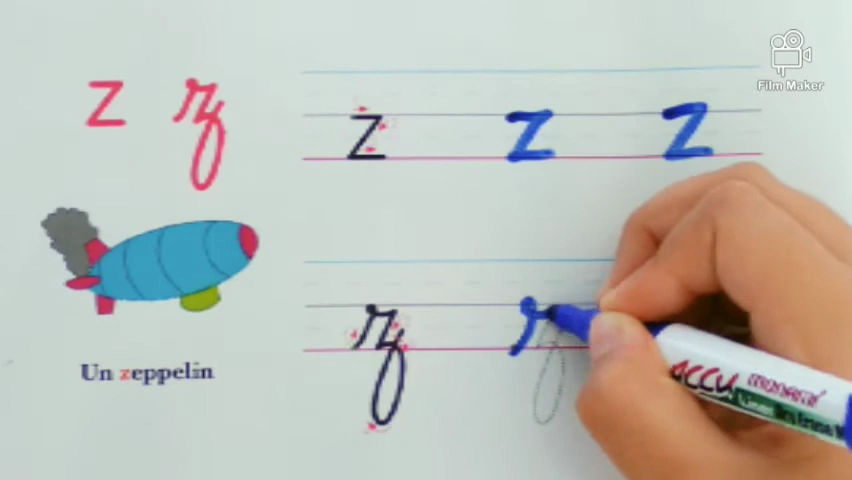 Film Maker
z z
z z z
z z
Un zeppelin
ACCU